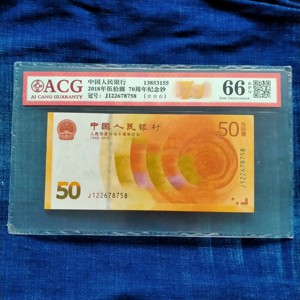 ACG
AI CANG GUARANTY
中国人民银行 13853155
2018年伍拾圆 70周年纪念钞
冠号: J122678758 (☆☆☆)
66
EPQ
中国人民银行
50
50
J122678758
J122678758